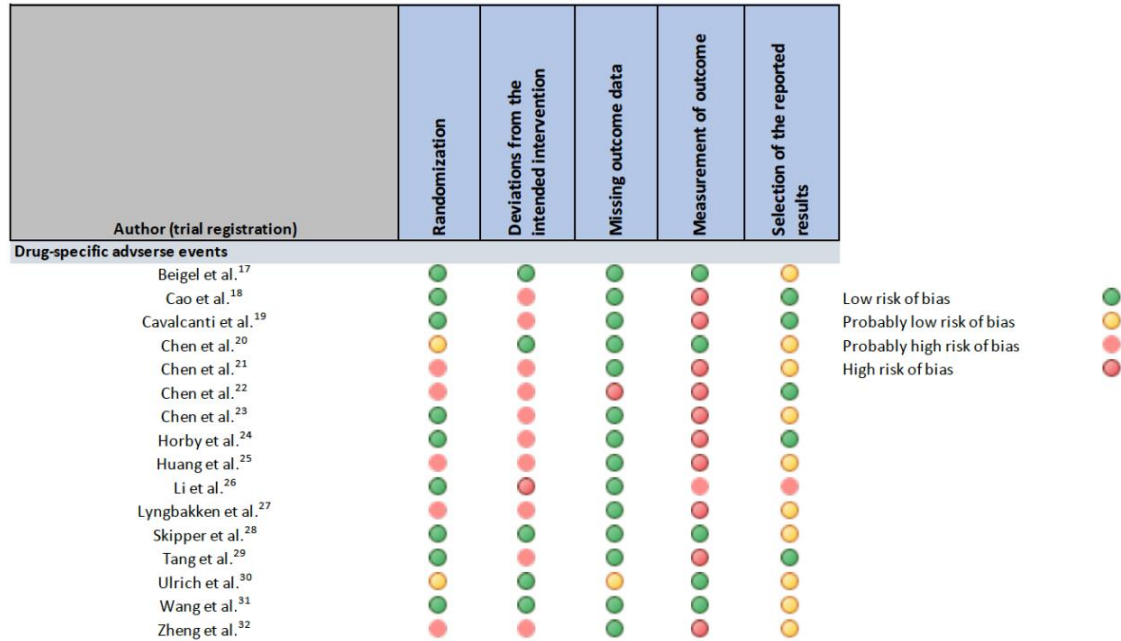 Author (trial registration)
Randomization
Deviations from the
intended intervention
Missing outcome data
Measurement of outcome
Selection of the reported
results
Drug-specific advserse events
Beigel et al.¹⁷
Cao et al.¹⁸
Cavalcanti et al.¹⁹
Chen et al.²⁰
Chen et al.²¹
Chen et al.²²
Chen et al.²³
Horby et al.²⁴
Huang et al.²⁵
Li et al.²⁶
Lyngbakken et al.²⁷
Skipper et al.²⁸
Tang et al.²⁹
Ulrich et al.³⁰
Wang et al.³¹
Zheng et al.³²
Low risk of bias
Probably low risk of bias
Probably high risk of bias
High risk of bias